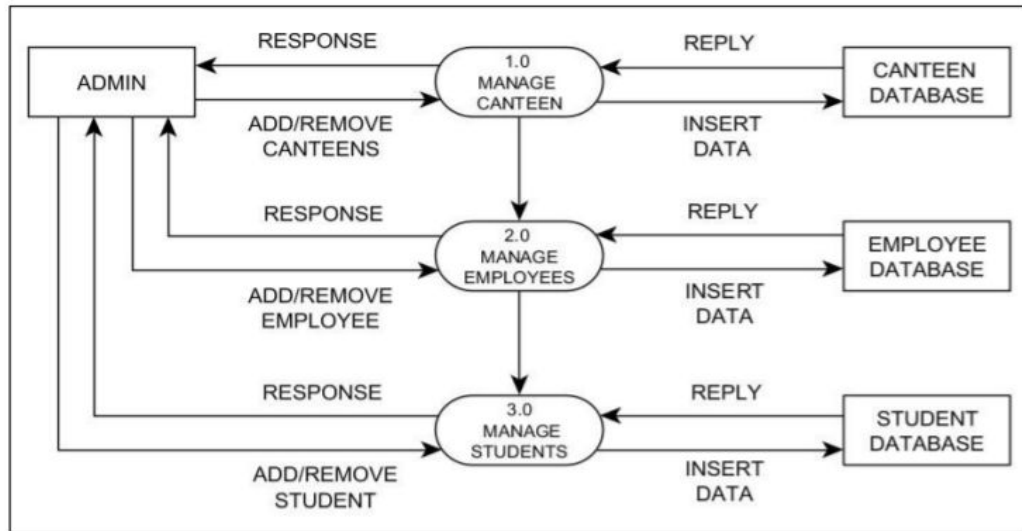 RESPONSE
REPLY
ADMIN
1.0
MANAGE
CANTEEN
CANTEEN
DATABASE
ADD/REMOVE
CANTEENS
INSERT
DATA
RESPONSE
REPLY
2.0
MANAGE
EMPLOYEES
EMPLOYEE
DATABASE
ADD/REMOVE
EMPLOYEE
INSERT
DATA
RESPONSE
REPLY
3.0
MANAGE
STUDENTS
STUDENT
DATABASE
ADD/REMOVE
STUDENT
INSERT
DATA